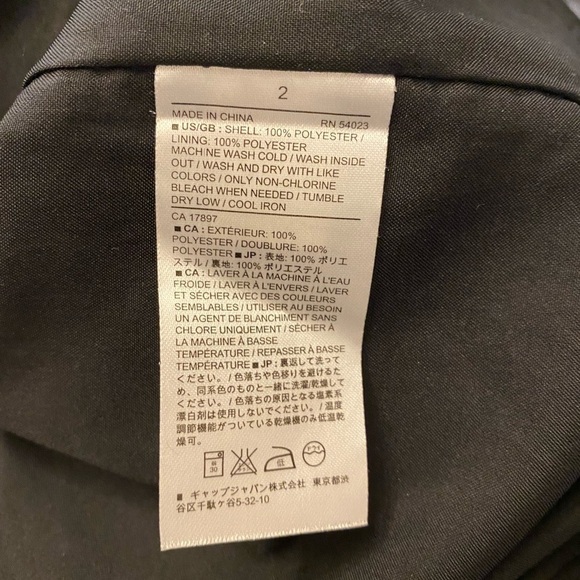 2
MADE IN CHINA RN 54023
■ US/GB : SHELL: 100% POLYESTER /
LINING: 100% POLYESTER
MACHINE WASH COLD / WASH INSIDE
OUT / WASH AND DRY WITH LIKE
COLORS / ONLY NON-CHLORINE
BLEACH WHEN NEEDED / TUMBLE
DRY LOW / COOL IRON
CA 17897
■ CA : EXTÉRIEUR: 100%
POLYESTER / DOUBLURE: 100%
POLYESTER ■ JP : 表地: 100% ポリエ
ステル / 裏地: 100% ポリエステル
■ CA : LAVER À LA MACHINE À L'EAU
FROIDE / LAVER À L'ENVERS / LAVER
ET SÉCHER AVEC DES COULEURS
SEMBLABLES / UTILISER AU BESOIN
UN AGENT DE BLANCHIMENT SANS
CHLORE UNIQUEMENT / SÉCHER À
LA MACHINE À BASSE
TEMPÉRATURE / REPASSER À BASSE
TEMPÉRATURE ■ JP : 裏返して洗って
ください。/ 色落ちや色移りを避けるた
め、同系色のものと一緒に洗濯/乾燥して
ください。/ 色落ちの原因となる塩素系
漂白剤は使用しないでください。/ 温度
調節機能がついている乾燥機のみ低温乾
燥可。
30 低
■ ギャップジャパン株式会社 東京都渋
谷区千駄ヶ谷5-32-10